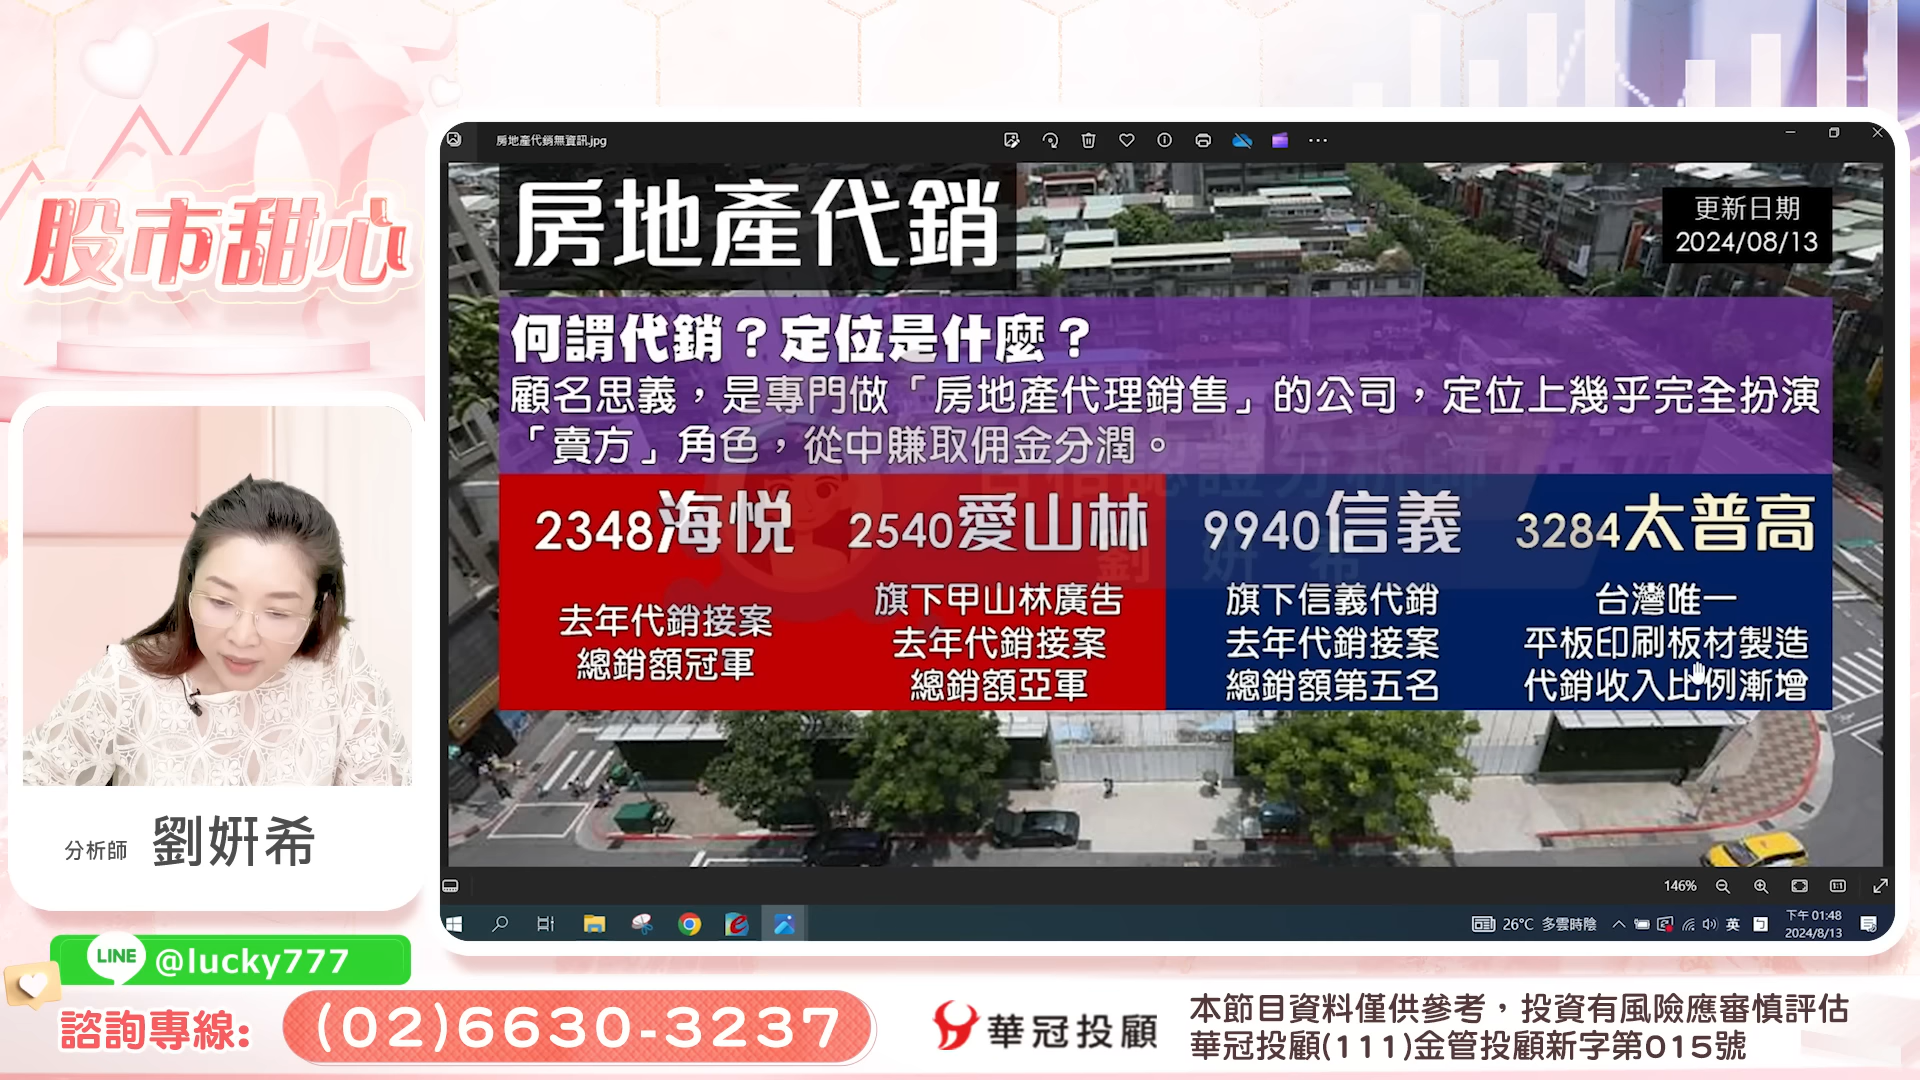 股市甜心
分析師 劉妍希
LINE @lucky777
諮詢專線: (02)6630-3237
房地產代銷無資訊.jpg
房地產代銷
更新日期
2024/08/13
何謂代銷？定位是什麼？
顧名思義，是專門做「房地產代理銷售」的公司，定位上幾乎完全扮演
「賣方」角色，從中賺取佣金分潤。
2348海悦
去年代銷接案
總銷額冠軍
2540愛山林
旗下甲山林廣告
去年代銷接案
總銷額亞軍
9940信義
旗下信義代銷
去年代銷接案
總銷額第五名
3284太普高
台灣唯一
平板印刷板材製造
代銷收入比例漸增
劉妍希
146%
26°C 多雲時陰
英
下午 01:48
2024/8/13
華冠投顧
本節目資料僅供參考，投資有風險應審慎評估
華冠投顧(111)金管投顧新字第015號